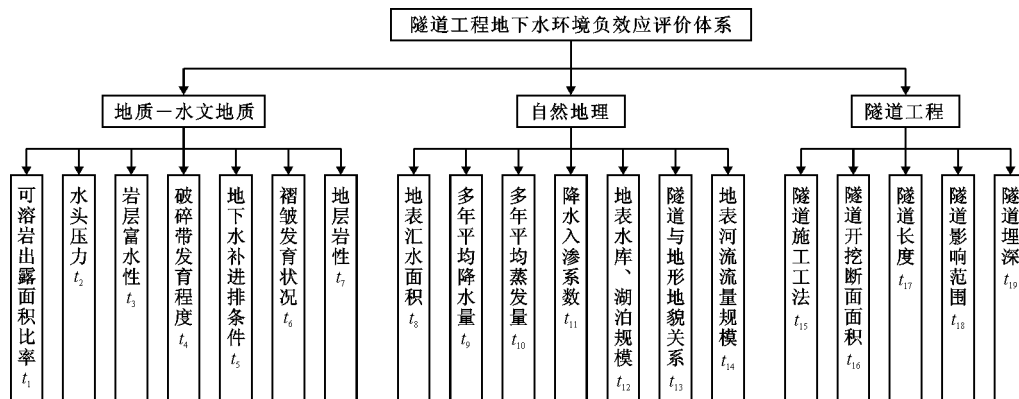 隧道工程地下水环境负效应评价体系
地质－水文地质
自然地理
隧道工程
可溶岩出露面积比率 t₁
水头压力 t₂
岩层富水性 t₃
破碎带发育程度 t₄
地下水补进排条件 t₅
褶皱发育状况 t₆
地层岩性 t₇
地表汇水面积 t₈
多年平均降水量 t₉
多年平均蒸发量 t₁₀
降水入渗系数 t₁₁
地表水库、湖泊规模 t₁₂
隧道与地形地貌关系 t₁₃
地表河流流量规模 t₁₄
隧道施工工法 t₁₅
隧道开挖断面面积 t₁₆
隧道长度 t₁₇
隧道影响范围 t₁₈
隧道埋深 t₁₉